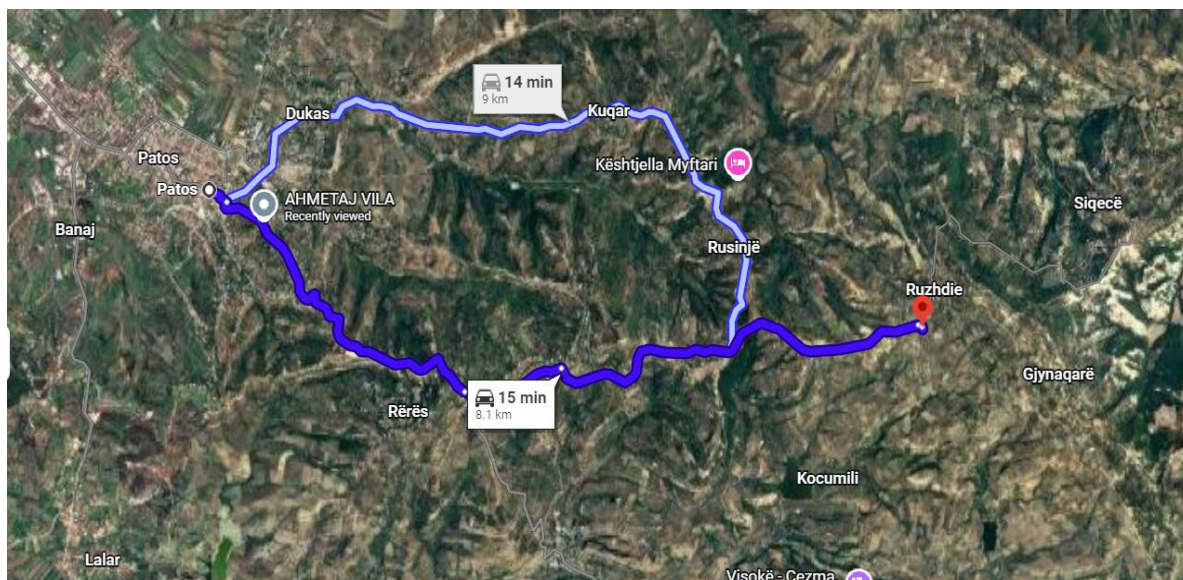 14 min
9 km
Dukas
Kuqar
Patos
Kështjella Myftari
Patos
AHMETAJ VILA
Recently viewed
Siqecë
Banaj
Rusinjë
Ruzhdie
Gjynaqarë
15 min
8.1 km
Rërës
Kocumili
Lalar
Visokë - Cezma